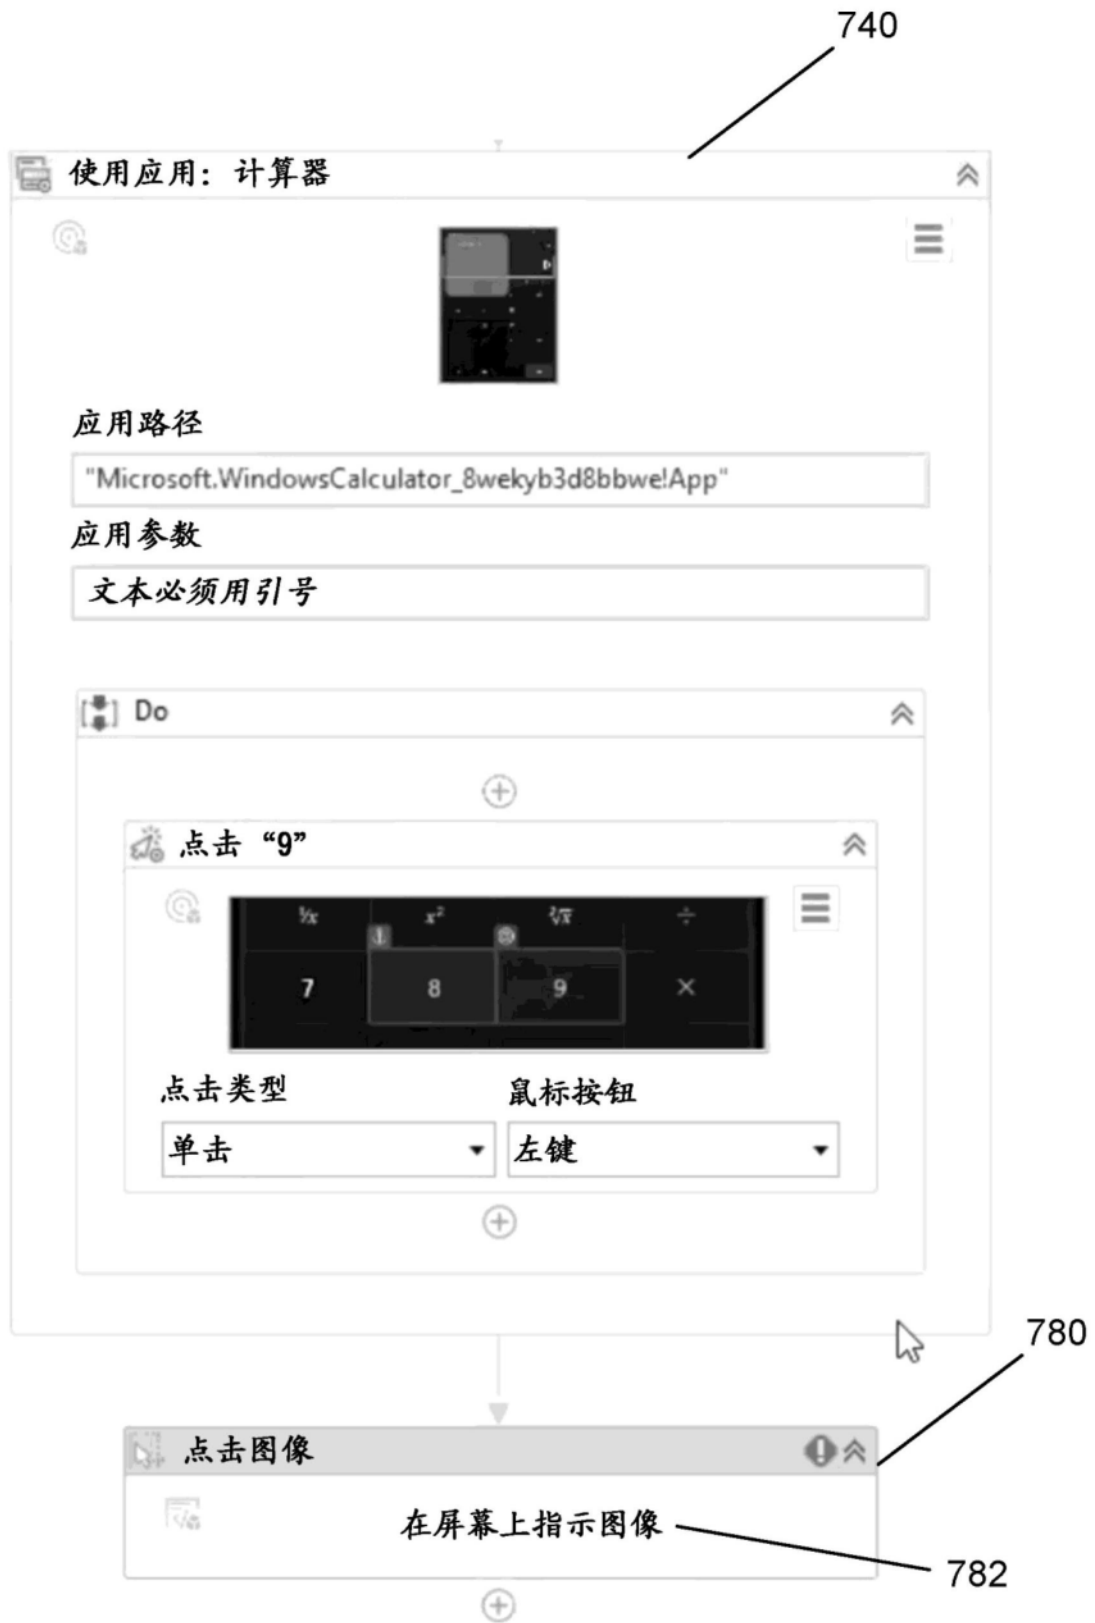 740
使用应用：计算器
应用路径
"Microsoft.WindowsCalculator_8wekyb3d8bbwe!App"
应用参数
文本必须用引号
Do
点击“9”
⅟x x² ²√x ÷
7 8 9 ×
点击类型 鼠标按钮
单击 左键
780
点击图像
在屏幕上指示图像
782